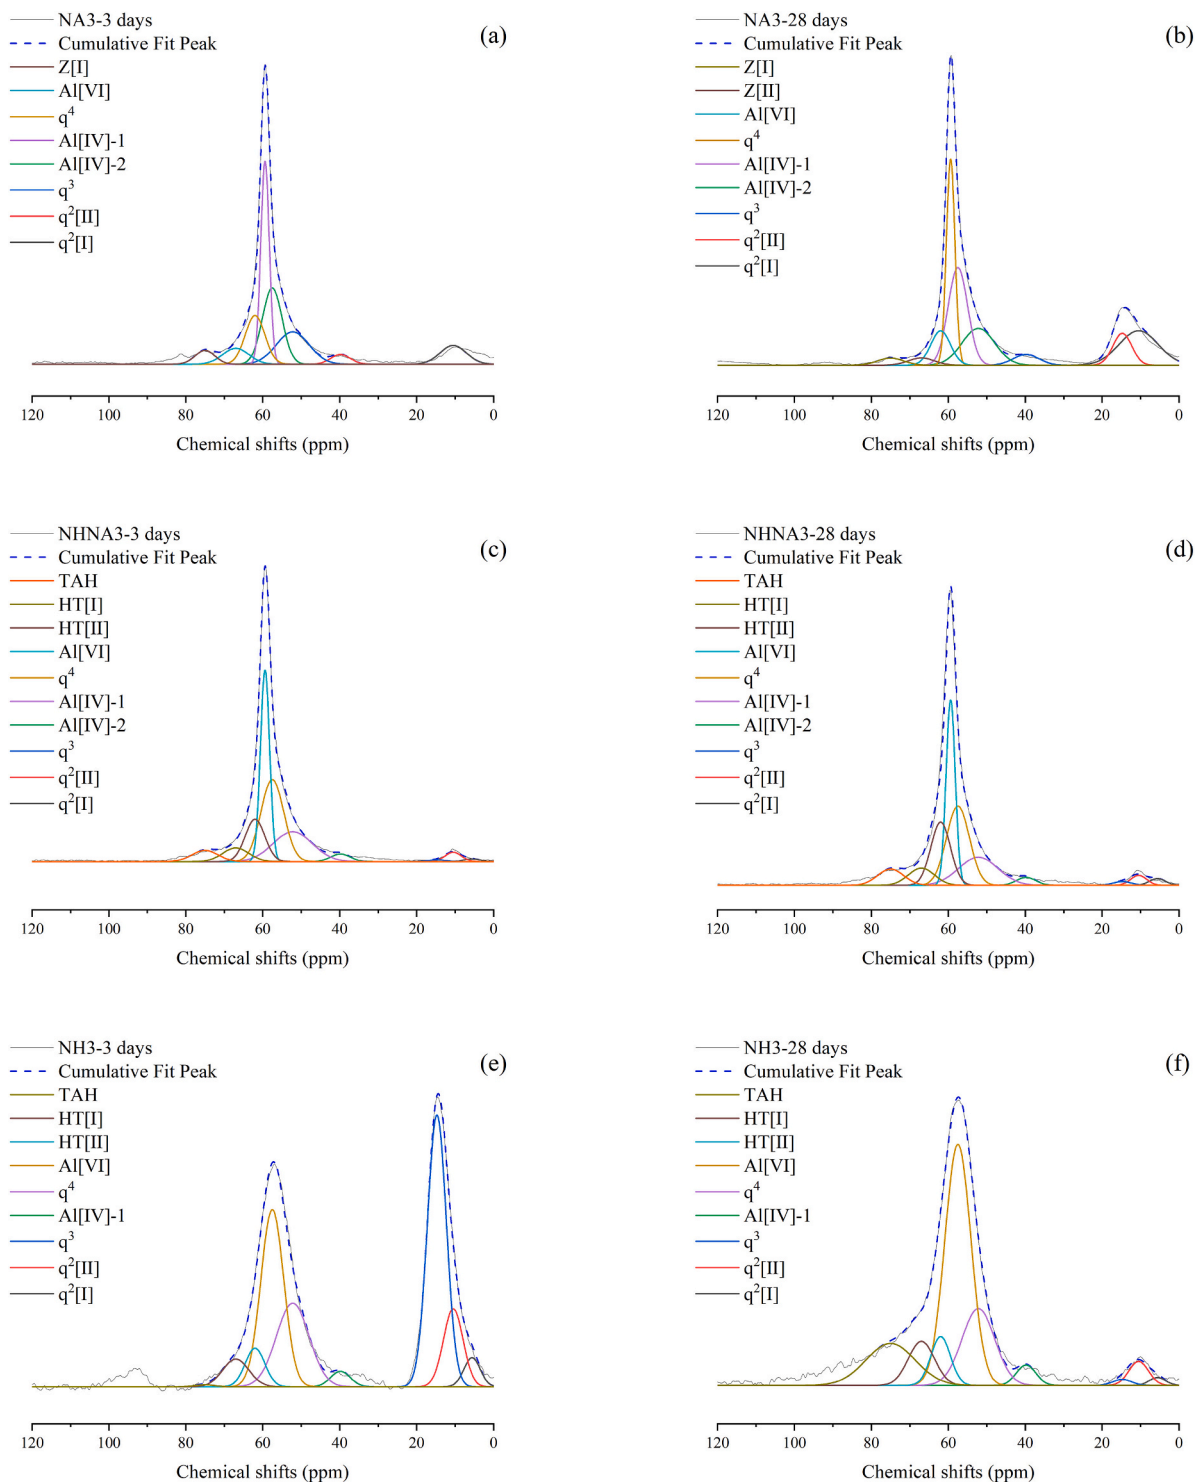 NA3-3 days
(a)
Cumulative Fit Peak
Z[I]
Al[VI]
q⁴
Al[IV]-1
Al[IV]-2
q³
q²[II]
q²[I]
120 100 80 60 40 20 0
Chemical shifts (ppm)
NA3-28 days
(b)
Cumulative Fit Peak
Z[I]
Z[II]
Al[VI]
q⁴
Al[IV]-1
Al[IV]-2
q³
q²[II]
q²[I]
120 100 80 60 40 20 0
Chemical shifts (ppm)
NHNA3-3 days
(c)
Cumulative Fit Peak
TAH
HT[I]
HT[II]
Al[VI]
q⁴
Al[IV]-1
Al[IV]-2
q³
q²[II]
q²[I]
120 100 80 60 40 20 0
Chemical shifts (ppm)
NHNA3-28 days
(d)
Cumulative Fit Peak
TAH
HT[I]
HT[II]
Al[VI]
q⁴
Al[IV]-1
Al[IV]-2
q³
q²[II]
q²[I]
120 100 80 60 40 20 0
Chemical shifts (ppm)
NH3-3 days
(e)
Cumulative Fit Peak
TAH
HT[I]
HT[II]
Al[VI]
q⁴
Al[IV]-1
q³
q²[II]
q²[I]
120 100 80 60 40 20 0
Chemical shifts (ppm)
NH3-28 days
(f)
Cumulative Fit Peak
TAH
HT[I]
HT[II]
Al[VI]
q⁴
Al[IV]-1
q³
q²[II]
q²[I]
120 100 80 60 40 20 0
Chemical shifts (ppm)